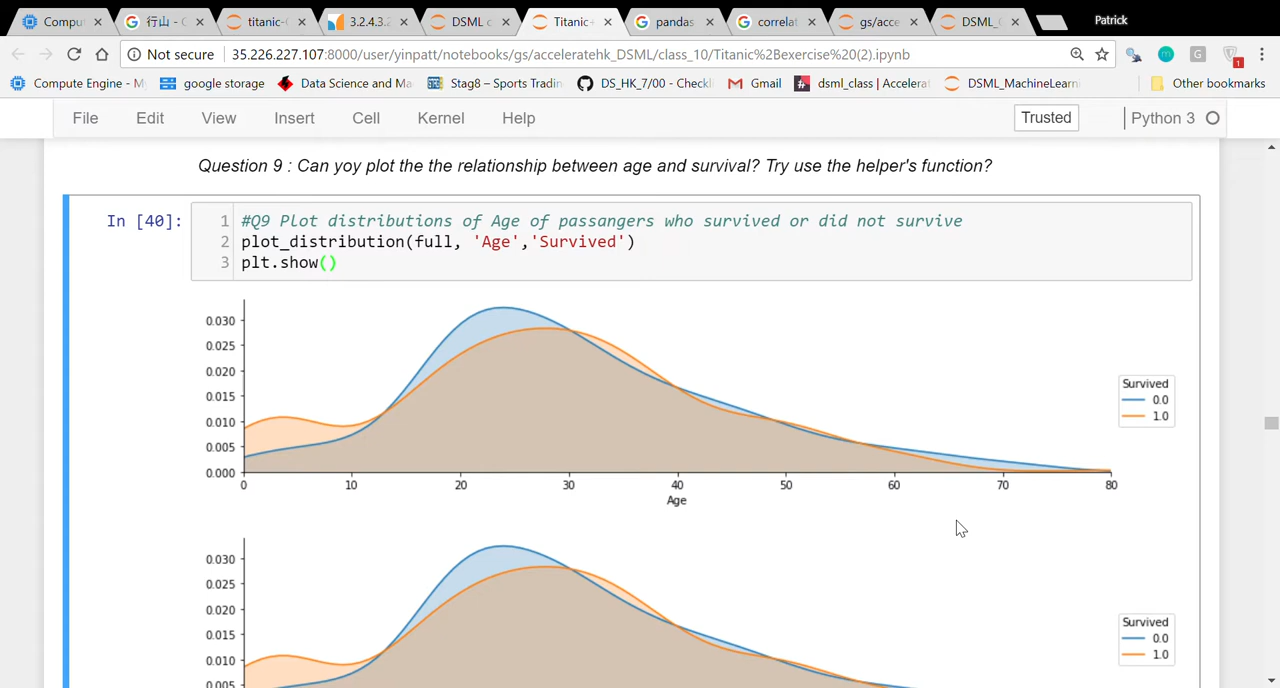 Comput
行山 - G
titanic-
3.2.4.3.
DSML c
Titanic+
pandas
correlat
gs/acce
DSML_
Patrick
Not secure 35.226.227.107:8000/user/yinpatt/notebooks/gs/acceleratehk_DSML/class_10/Titanic%2Bexercise%20(2).ipynb
G
1
Compute Engine - My
google storage
Data Science and Ma
STAG
Stag8 – Sports Tradin
DS_HK_7/00 - Checkl
Gmail
dsml_class | Accelerat
DSML_MachineLearni
Other bookmarks
File Edit View Insert Cell Kernel Help
Trusted
Python 3
Question 9 : Can yoy plot the the relationship between age and survival? Try use the helper's function?
In [40]:
1 #Q9 Plot distributions of Age of passangers who survived or did not survive
2 plot_distribution(full, 'Age','Survived')
3 plt.show()
0.030
0.025
0.020
0.015
0.010
0.005
0.000
0 10 20 30 40 50 60 70 80
Age
Survived
0.0
1.0
0.030
0.025
0.020
0.015
0.010
0.005
Survived
0.0
1.0